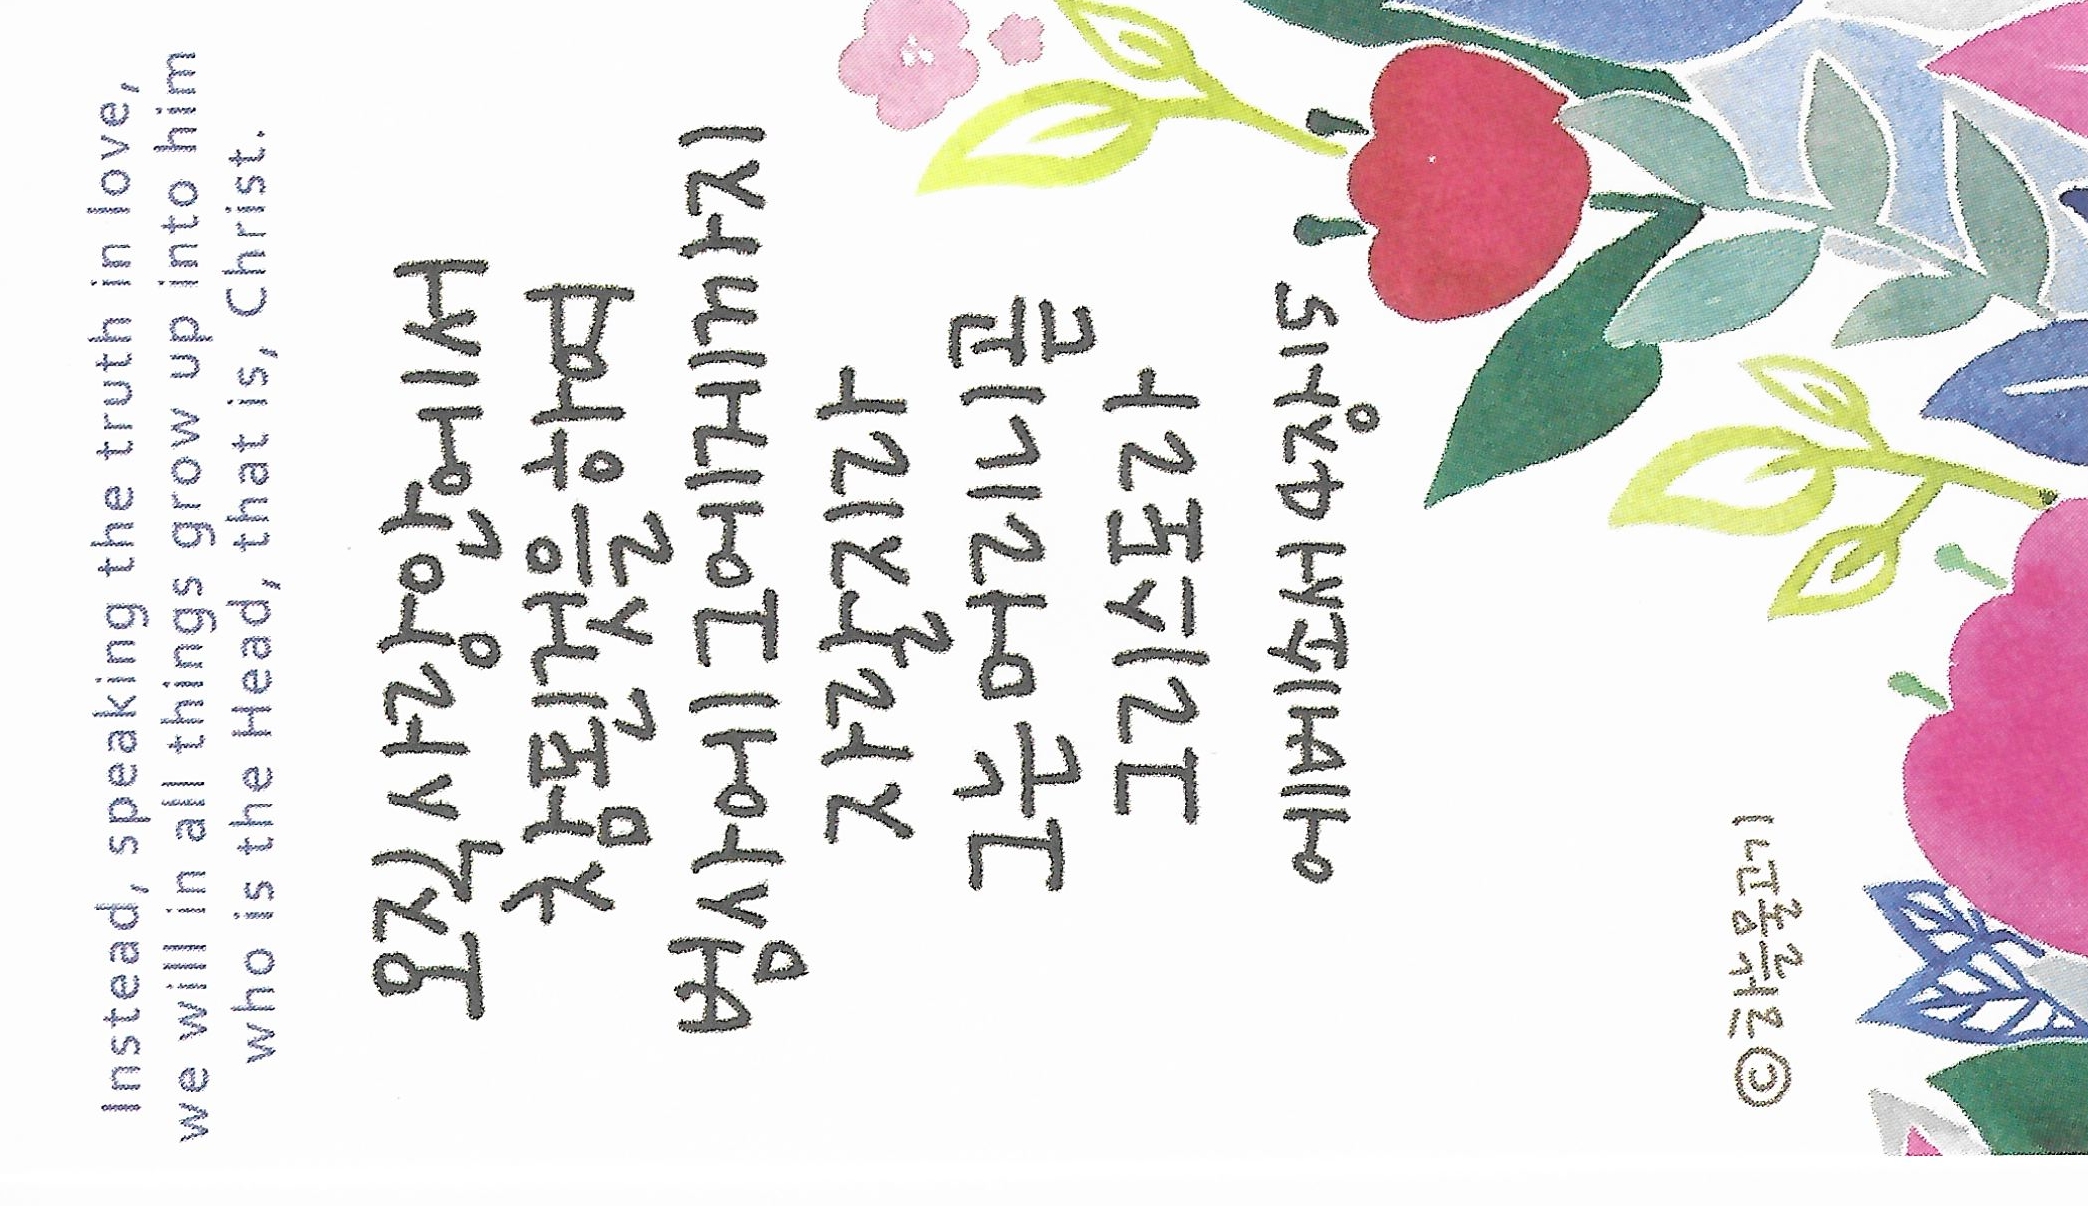 Instead, speaking the truth in love,
we will in all things grow up into him
who is the Head, that is, Christ.
오직 사랑 안에서
참된 것을 하여
범사에 그에게까지
자랄지라
그는 머리니 곧
그리스도라
에베소서 4장 15
© 하늘물고기